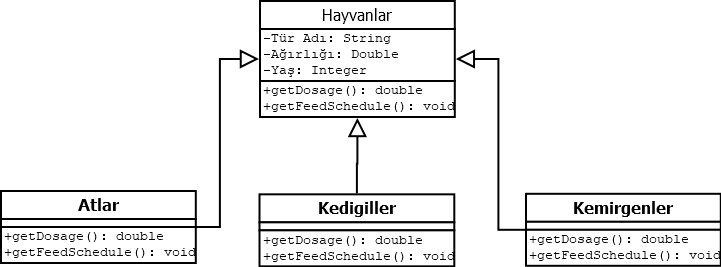 Hayvanlar
-Tür Adı: String
-Ağırlığı: Double
-Yaş: Integer
+getDosage(): double
+getFeedSchedule(): void
Atlar
+getDosage(): double
+getFeedSchedule(): void
Kedigiller
+getDosage(): double
+getFeedSchedule(): void
Kemirgenler
+getDosage(): double
+getFeedSchedule(): void